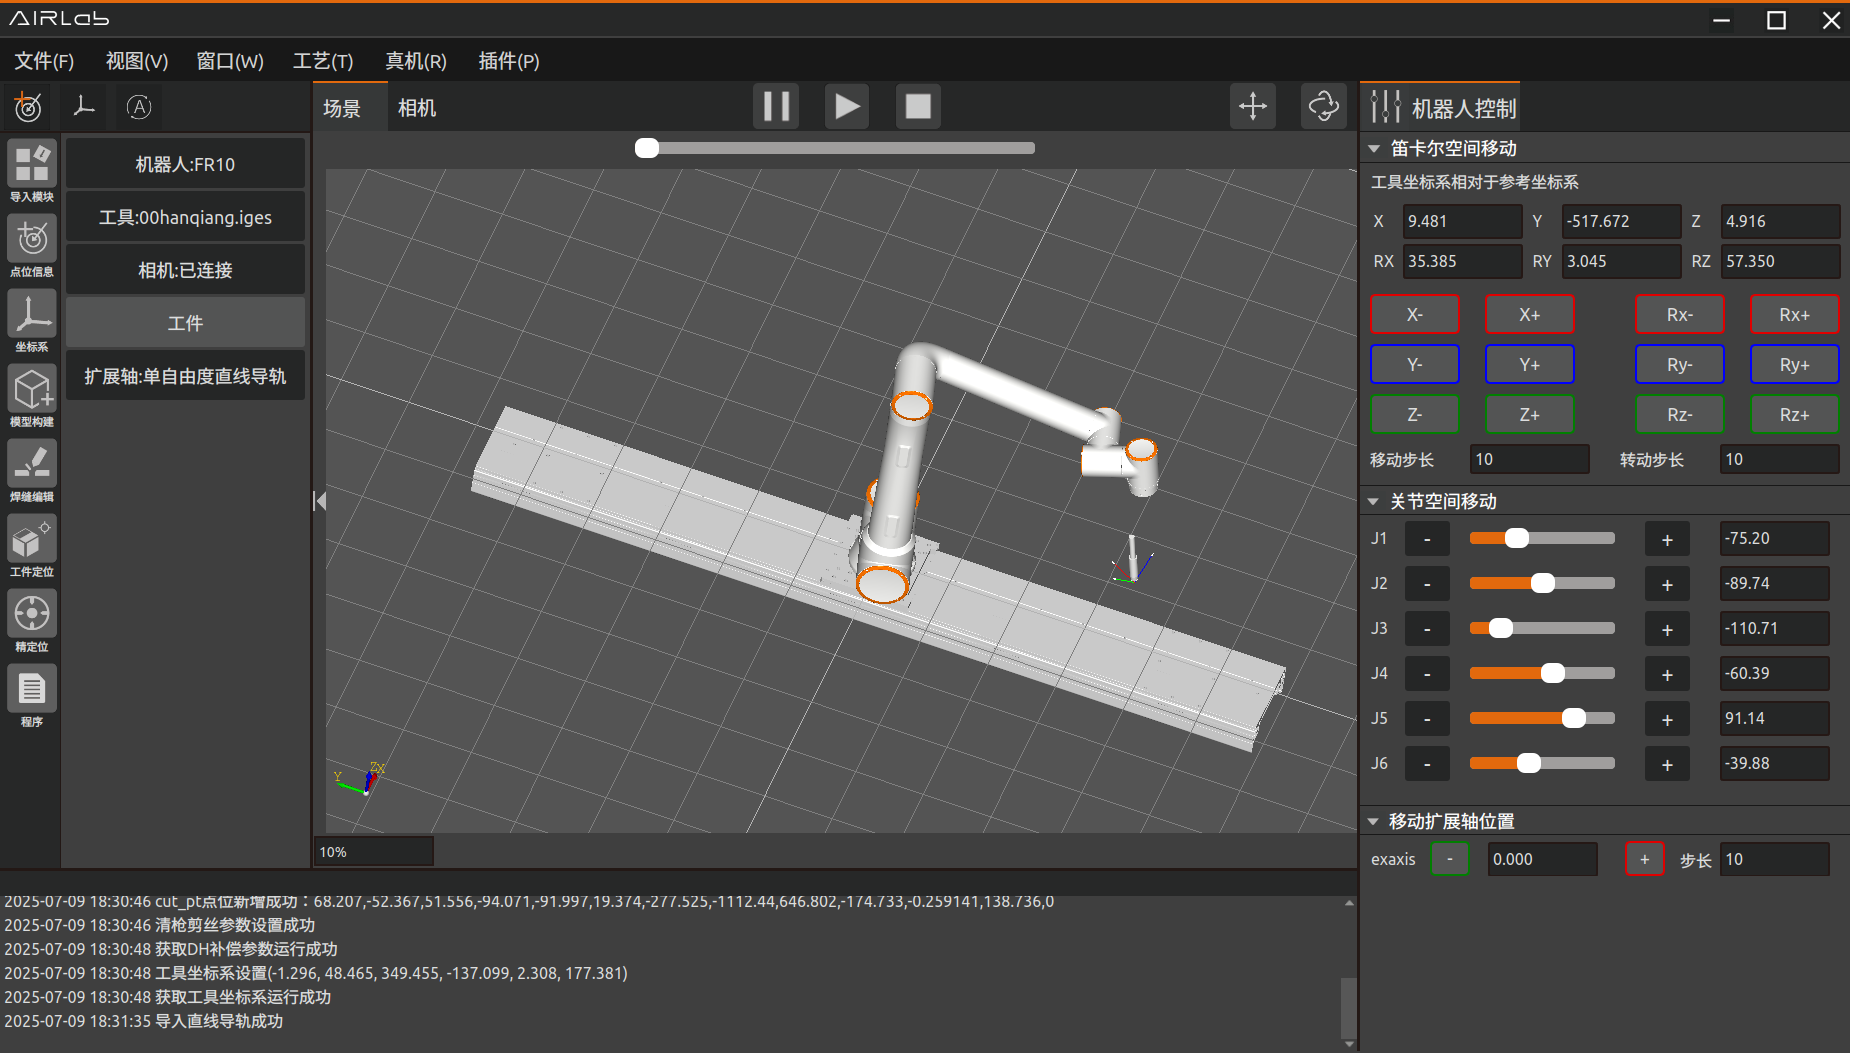 AIRLab
文件(F) 视图(V) 窗口(W) 工艺(T) 真机(R) 插件(P)
A
场景 相机
机器人控制
导入模块
点位信息
坐标系
模型构建
焊缝编辑
工件定位
精定位
程序
机器人:FR10
工具:00hanqiang.iges
相机:已连接
工件
扩展轴:单自由度直线导轨
Y ZX
10%
笛卡尔空间移动
工具坐标系相对于参考坐标系
X 9.481 Y -517.672 Z 4.916
RX 35.385 RY 3.045 RZ 57.350
X- X+ Rx- Rx+
Y- Y+ Ry- Ry+
Z- Z+ Rz- Rz+
移动步长 10 转动步长 10
关节空间移动
J1 - + -75.20
J2 - + -89.74
J3 - + -110.71
J4 - + -60.39
J5 - + 91.14
J6 - + -39.88
移动扩展轴位置
exaxis - 0.000 + 步长 10
2025-07-09 18:30:46 cut_pt点位新增成功：68.207,-52.367,51.556,-94.071,-91.997,19.374,-277.525,-1112.44,646.802,-174.733,-0.259141,138.736,0
2025-07-09 18:30:46 清枪剪丝参数设置成功
2025-07-09 18:30:48 获取DH补偿参数运行成功
2025-07-09 18:30:48 工具坐标系设置(-1.296, 48.465, 349.455, -137.099, 2.308, 177.381)
2025-07-09 18:30:48 获取工具坐标系运行成功
2025-07-09 18:31:35 导入直线导轨成功